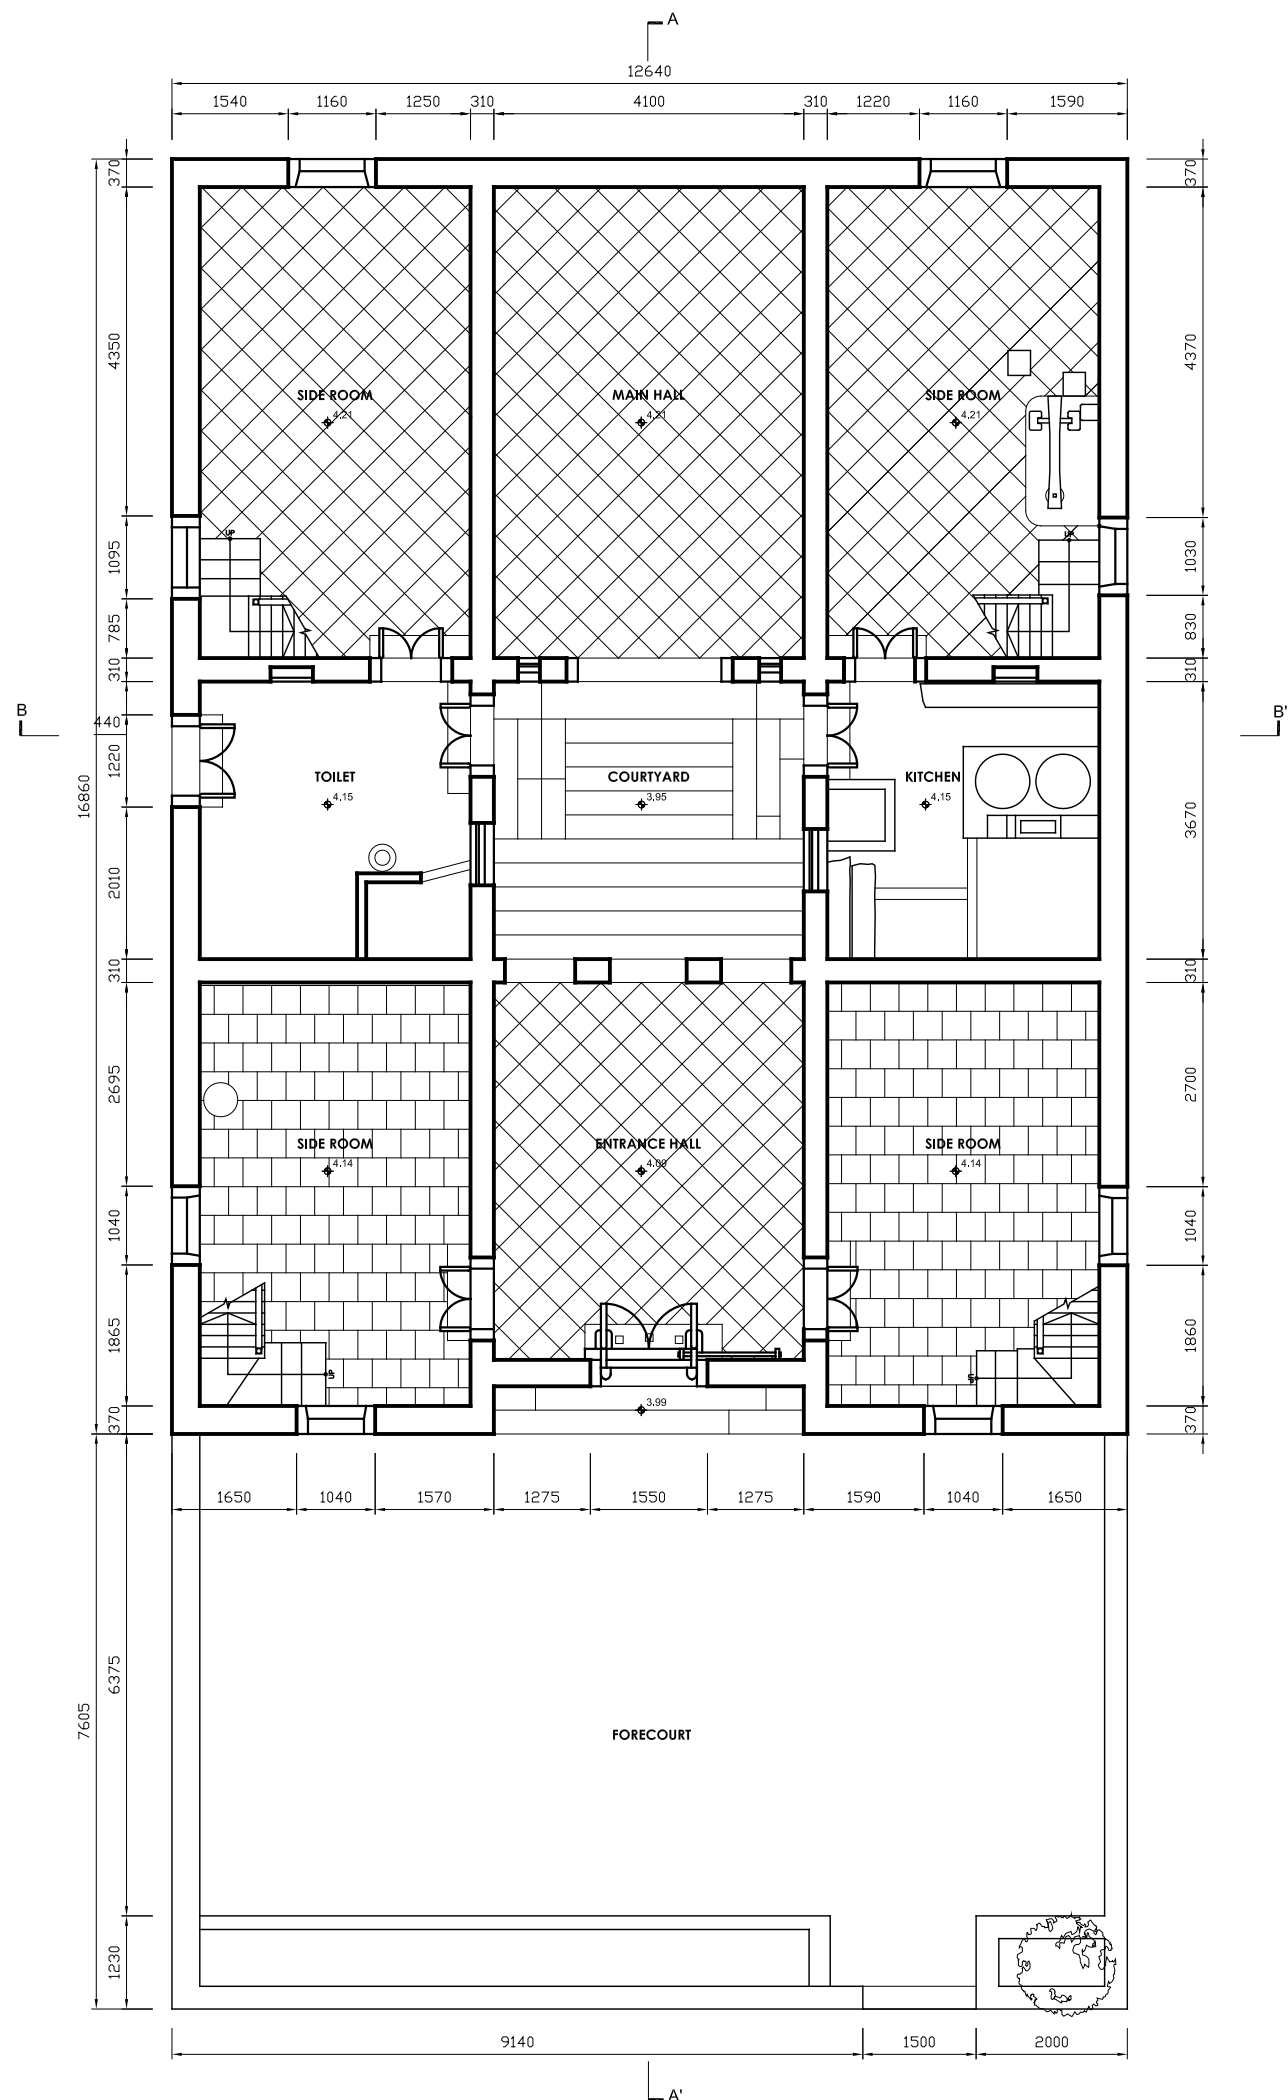 A
12640
1540 1160 1250 310 4100 310 1220 1160 1590
370 370
4350 4370
SIDE ROOM MAIN HALL SIDE ROOM
4.21 4.21 4.21
UP UP
1095 1030
785 830
310 310
B B'
440
1220
16860
TOILET COURTYARD KITCHEN
4.15 3.95 4.15
3670
2010
310 310
2695 2700
SIDE ROOM ENTRANCE HALL SIDE ROOM
4.14 4.09 4.14
1040 1040
1865 1860
UP UP
3.99
370 370
1650 1040 1570 1275 1550 1275 1590 1040 1650
6375
7605
FORECOURT
1230
9140 1500 2000
A'